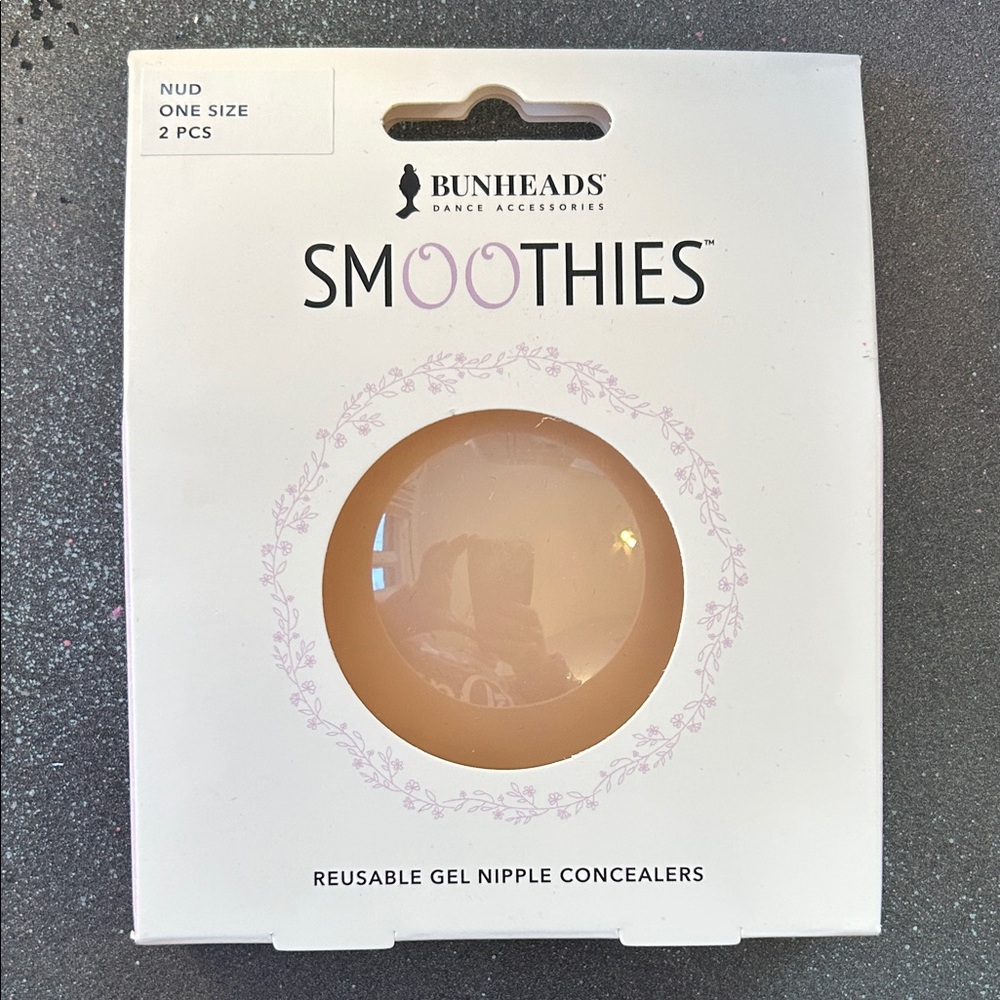 NUD
ONE SIZE
2 PCS
BUNHEADS
DANCE ACCESSORIES
SMOOTHIES™
REUSABLE GEL NIPPLE CONCEALERS